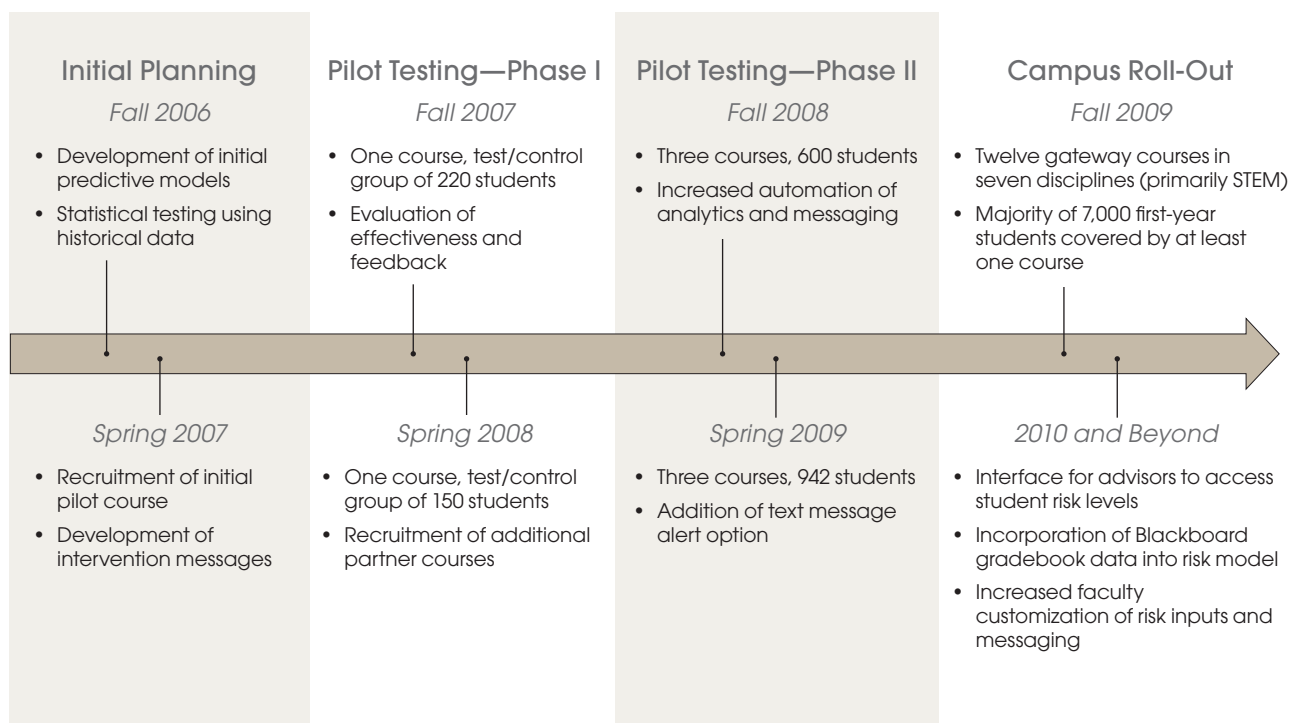 Initial Planning
Fall 2006
• Development of initial
predictive models
• Statistical testing using
historical data
Spring 2007
• Recruitment of initial
pilot course
• Development of
intervention messages
Pilot Testing—Phase I
Fall 2007
• One course, test/control
group of 220 students
• Evaluation of
effectiveness and
feedback
Spring 2008
• One course, test/control
group of 150 students
• Recruitment of additional
partner courses
Pilot Testing—Phase II
Fall 2008
• Three courses, 600 students
• Increased automation of
analytics and messaging
Spring 2009
• Three courses, 942 students
• Addition of text message
alert option
Campus Roll-Out
Fall 2009
• Twelve gateway courses in
seven disciplines (primarily STEM)
• Majority of 7,000 first-year
students covered by at least
one course
2010 and Beyond
• Interface for advisors to access
student risk levels
• Incorporation of Blackboard
gradebook data into risk model
• Increased faculty
customization of risk inputs and
messaging